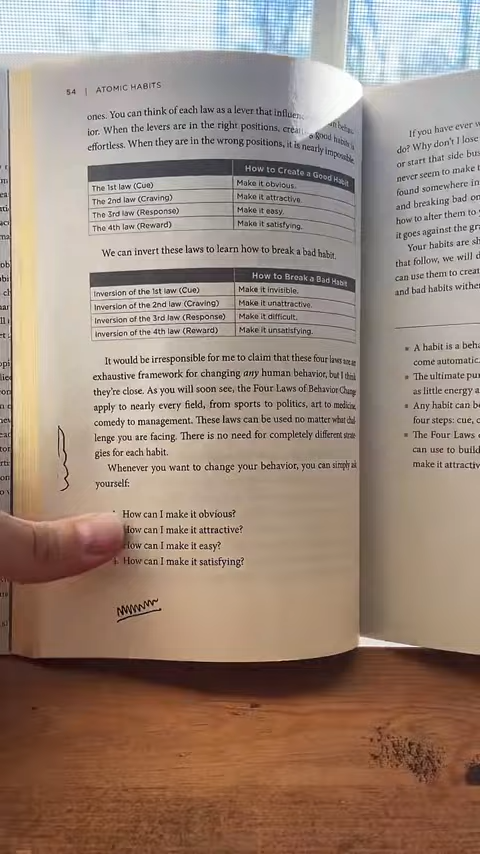 54 | ATOMIC HABITS
ones. You can think of each law as a lever that
ior. When the levers are in the right positions, good habits
effortless. When they are in the wrong positions, it is nearly impossible
How to Create a Good Habit
The 1st law (Cue) Make it obvious.
The 2nd law (Craving) Make it attractive.
The 3rd law (Response) Make it easy.
The 4th law (Reward) Make it satisfying.
We can invert these laws to learn how to break a bad habit.
How to Break a Bad Habit
Inversion of the 1st law (Cue) Make it invisible.
Inversion of the 2nd law (Craving) Make it unattractive.
Inversion of the 3rd law (Response) Make it difficult.
Inversion of the 4th law (Reward) Make it unsatisfying.
It would be irresponsible for me to claim that these four laws are an
exhaustive framework for changing any human behavior, but I think
they're close. As you will soon see, the Four Laws of Behavior Change
apply to nearly every field, from sports to politics, art to medicine,
comedy to management. These laws can be used no matter what chal
lenge you are facing. There is no need for completely different strate
gies for each habit.
Whenever you want to change your behavior, you can simply ask
yourself:
How can I make it obvious?
How can I make it attractive?
How can I make it easy?
How can I make it satisfying?
If you have ever
do? Why don't I lose
or start that side bus
never seem to make
found somewhere in
and breaking bad
how to alter them to
it goes against the
Your habits are sh
that follow, we will d
can use them to creat
and bad habits wither
• A habit is a beha
come automatic.
• The ultimate pur
as little energy a
• Any habit can be
four steps: cue, c
• The Four Laws
can use to build
make it attractiv